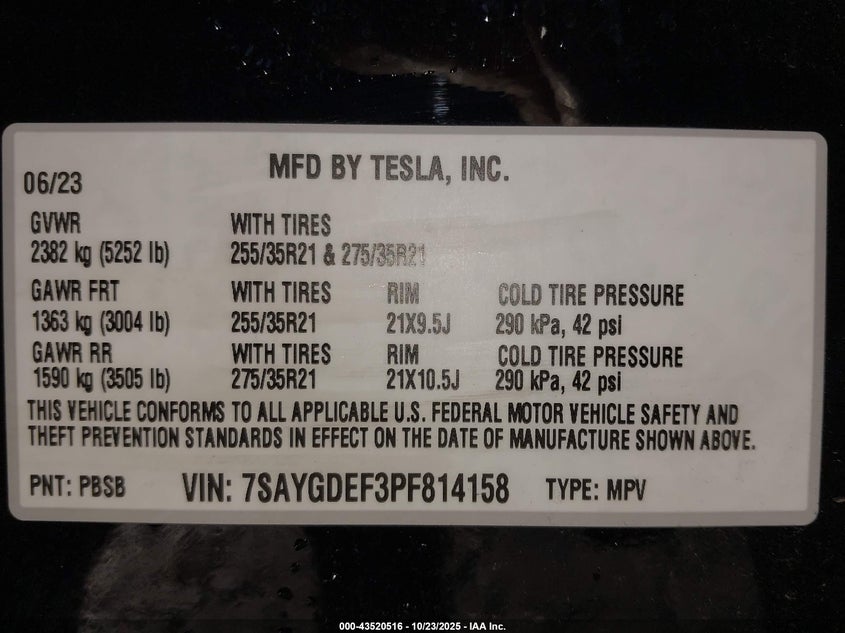 MFD BY TESLA, INC.
06/23
GVWR WITH TIRES
2382 kg (5252 lb) 255/35R21 & 275/35R21
GAWR FRT WITH TIRES RIM COLD TIRE PRESSURE
1363 kg (3004 lb) 255/35R21 21X9.5J 290 kPa, 42 psi
GAWR RR WITH TIRES RIM COLD TIRE PRESSURE
1590 kg (3505 lb) 275/35R21 21X10.5J 290 kPa, 42 psi
THIS VEHICLE CONFORMS TO ALL APPLICABLE U.S. FEDERAL MOTOR VEHICLE SAFETY AND
THEFT PREVENTION STANDARDS IN EFFECT ON THE DATE OF MANUFACTURE SHOWN ABOVE.
PNT: PBSB VIN: 7SAYGDEF3PF814158 TYPE: MPV
000-43520516 - 10/23/2025 - IAA Inc.